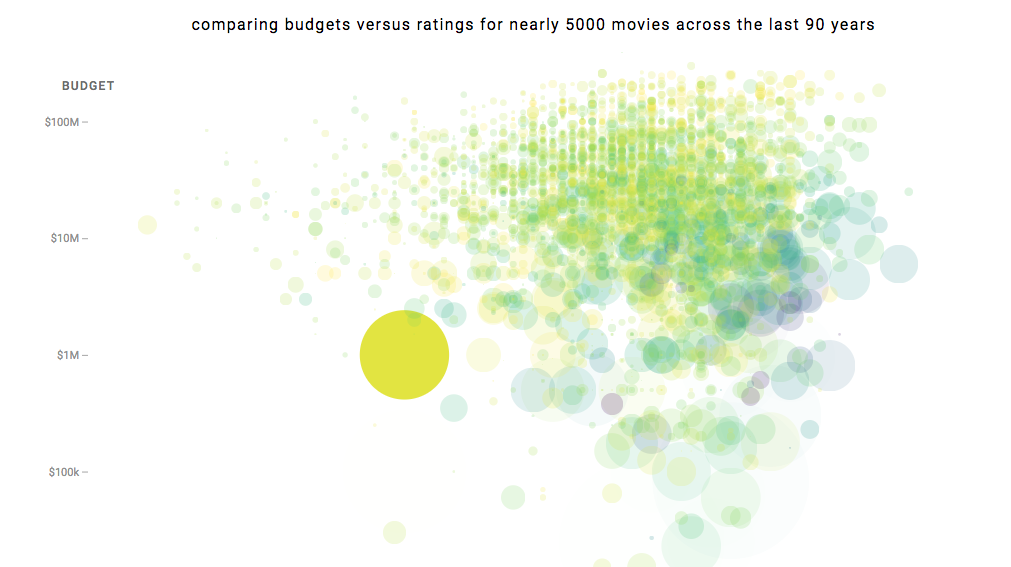 comparing budgets versus ratings for nearly 5000 movies across the last 90 years
BUDGET
$100M
$10M
$1M
$100k